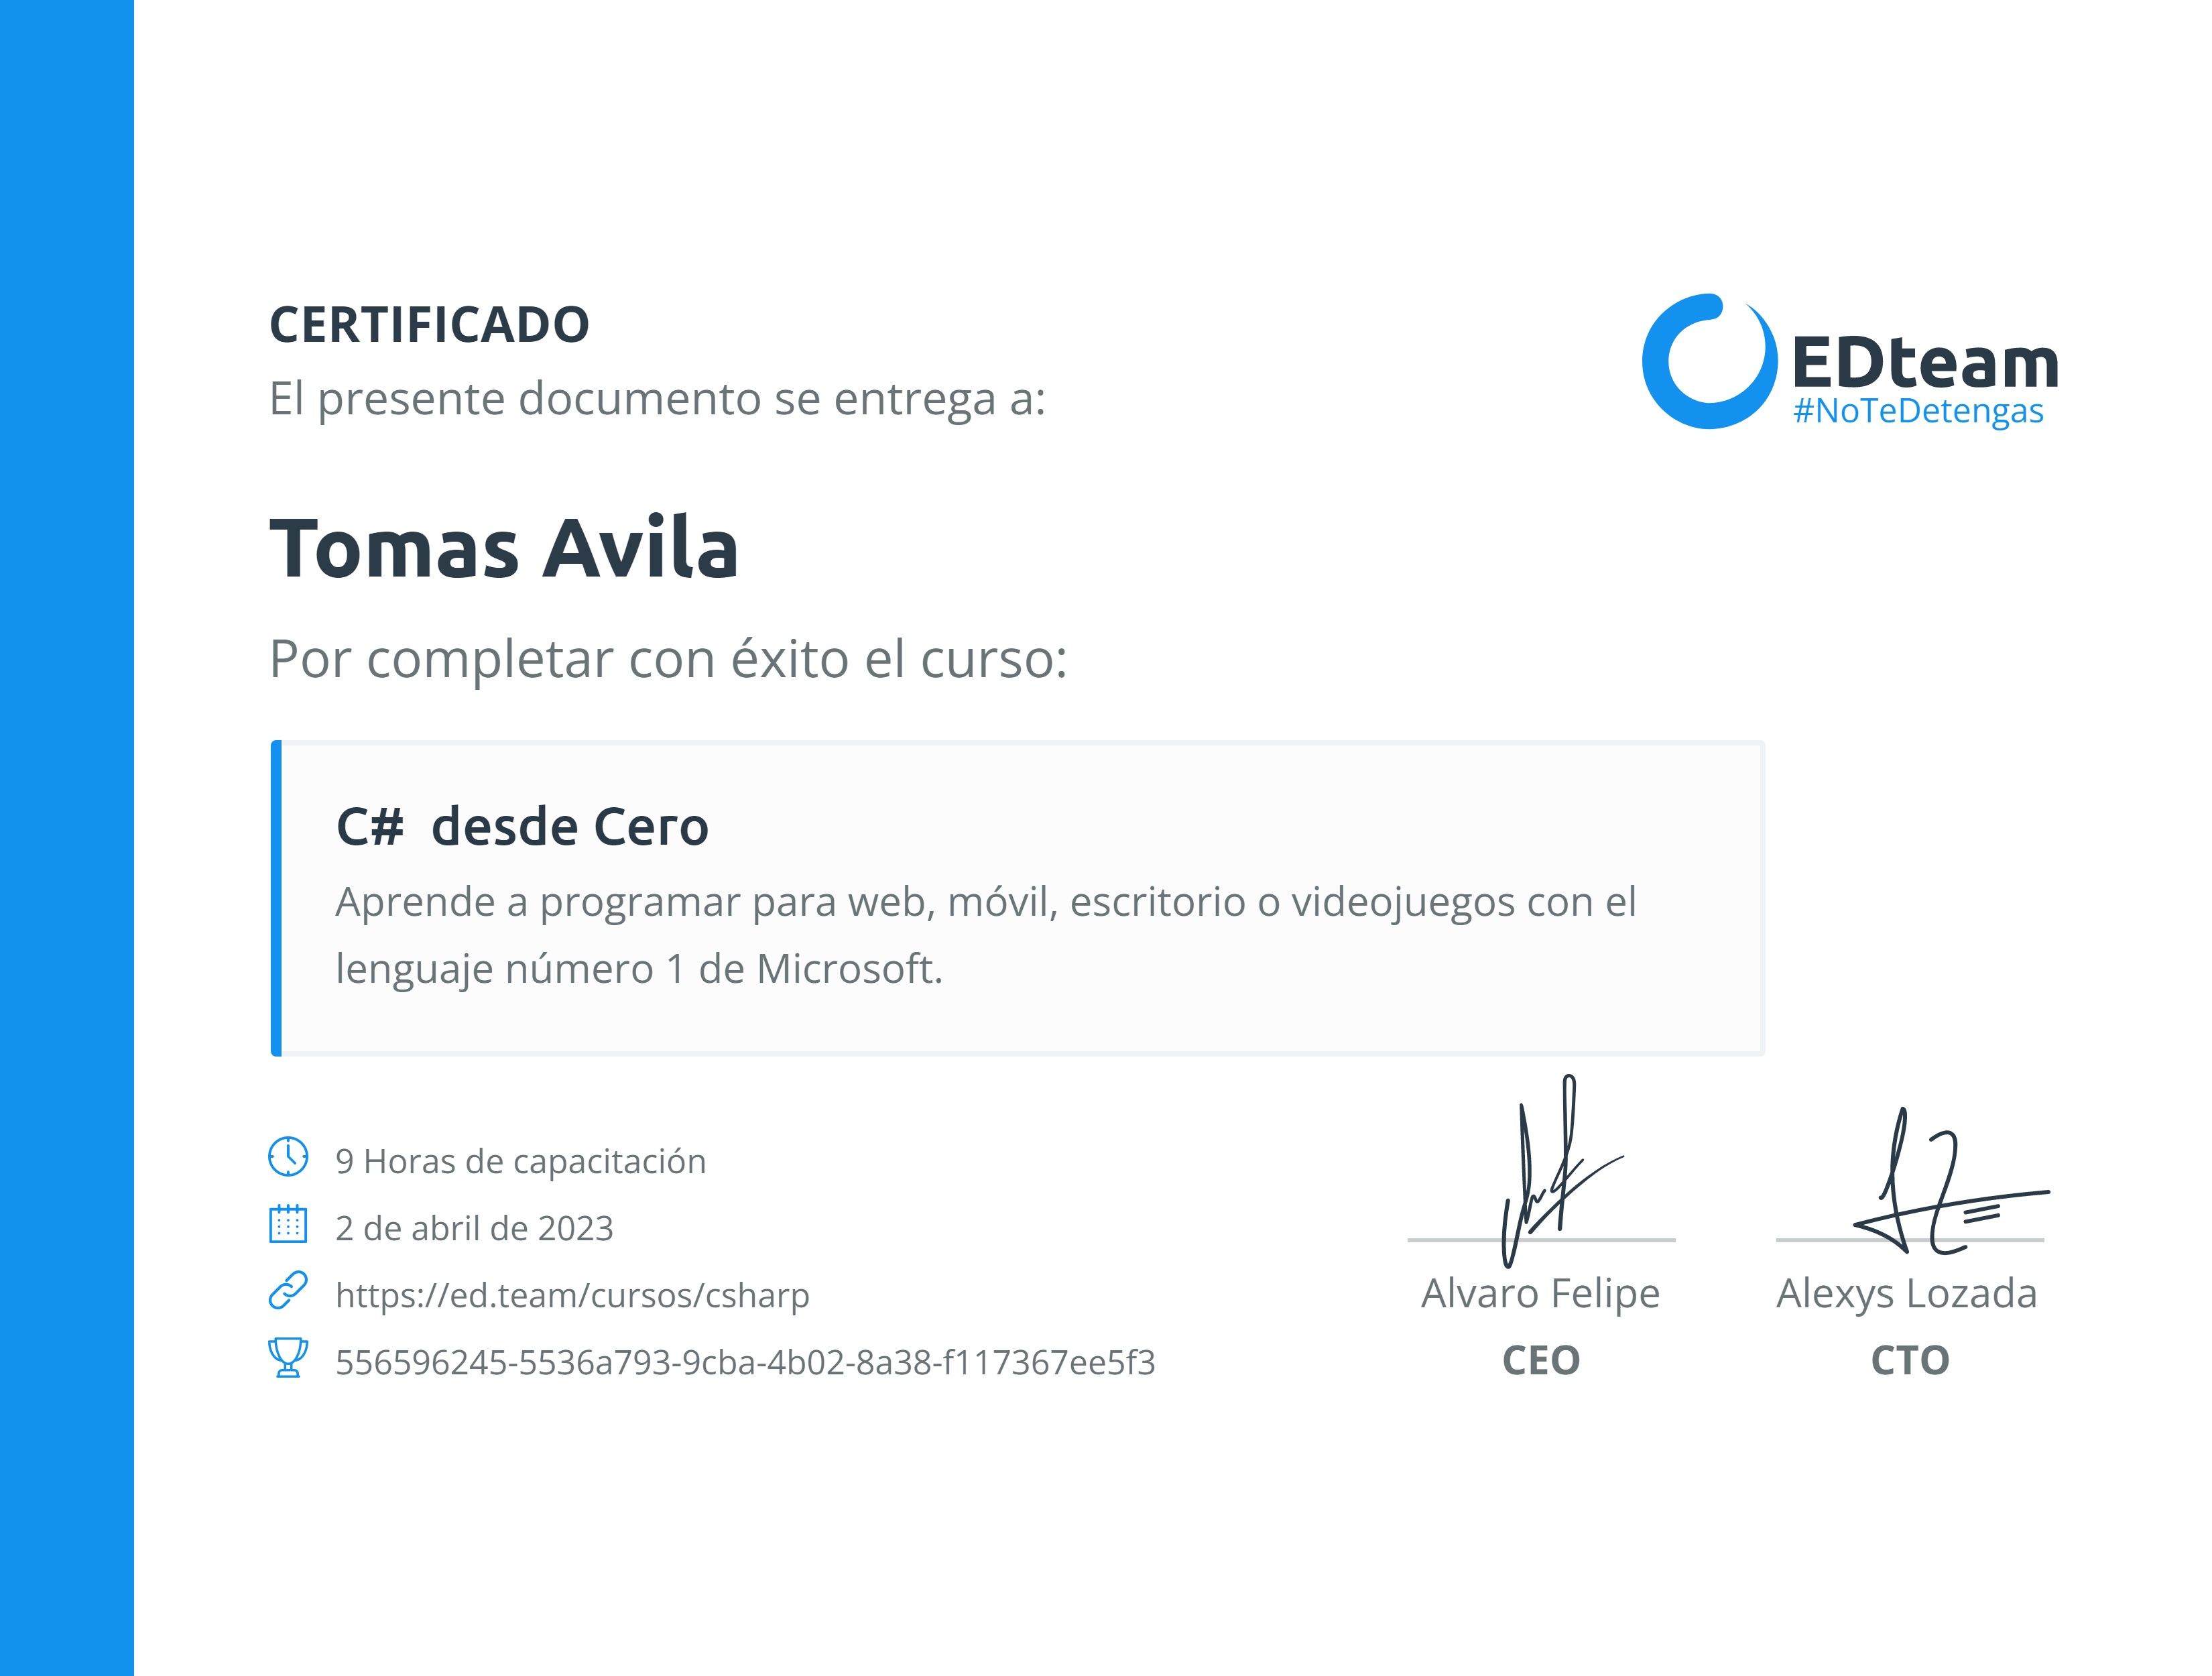 CERTIFICADO
El presente documento se entrega a:
EDteam
#NoTeDetengas
Tomas Avila
Por completar con éxito el curso:
C# desde Cero
Aprende a programar para web, móvil, escritorio o videojuegos con el
lenguaje número 1 de Microsoft.
9 Horas de capacitación
2 de abril de 2023
https://ed.team/cursos/csharp
556596245-5536a793-9cba-4b02-8a38-f117367ee5f3
Alvaro Felipe
CEO
Alexys Lozada
CTO